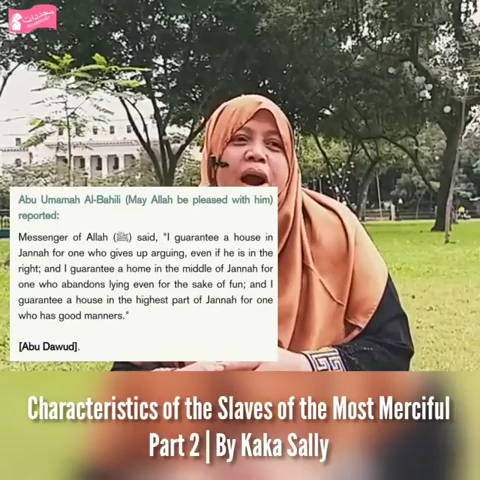 Abu Umamah Al-Bahili (May Allah be pleased with him)
reported:
Messenger of Allah (ﷺ) said, "I guarantee a house in
Jannah for one who gives up arguing, even if he is in the
right; and I guarantee a home in the middle of Jannah for
one who abandons lying even for the sake of fun; and I
guarantee a house in the highest part of Jannah for one
who has good manners."
[Abu Dawud].
Characteristics of the Slaves of the Most Merciful
Part 2 | By Kaka Sally